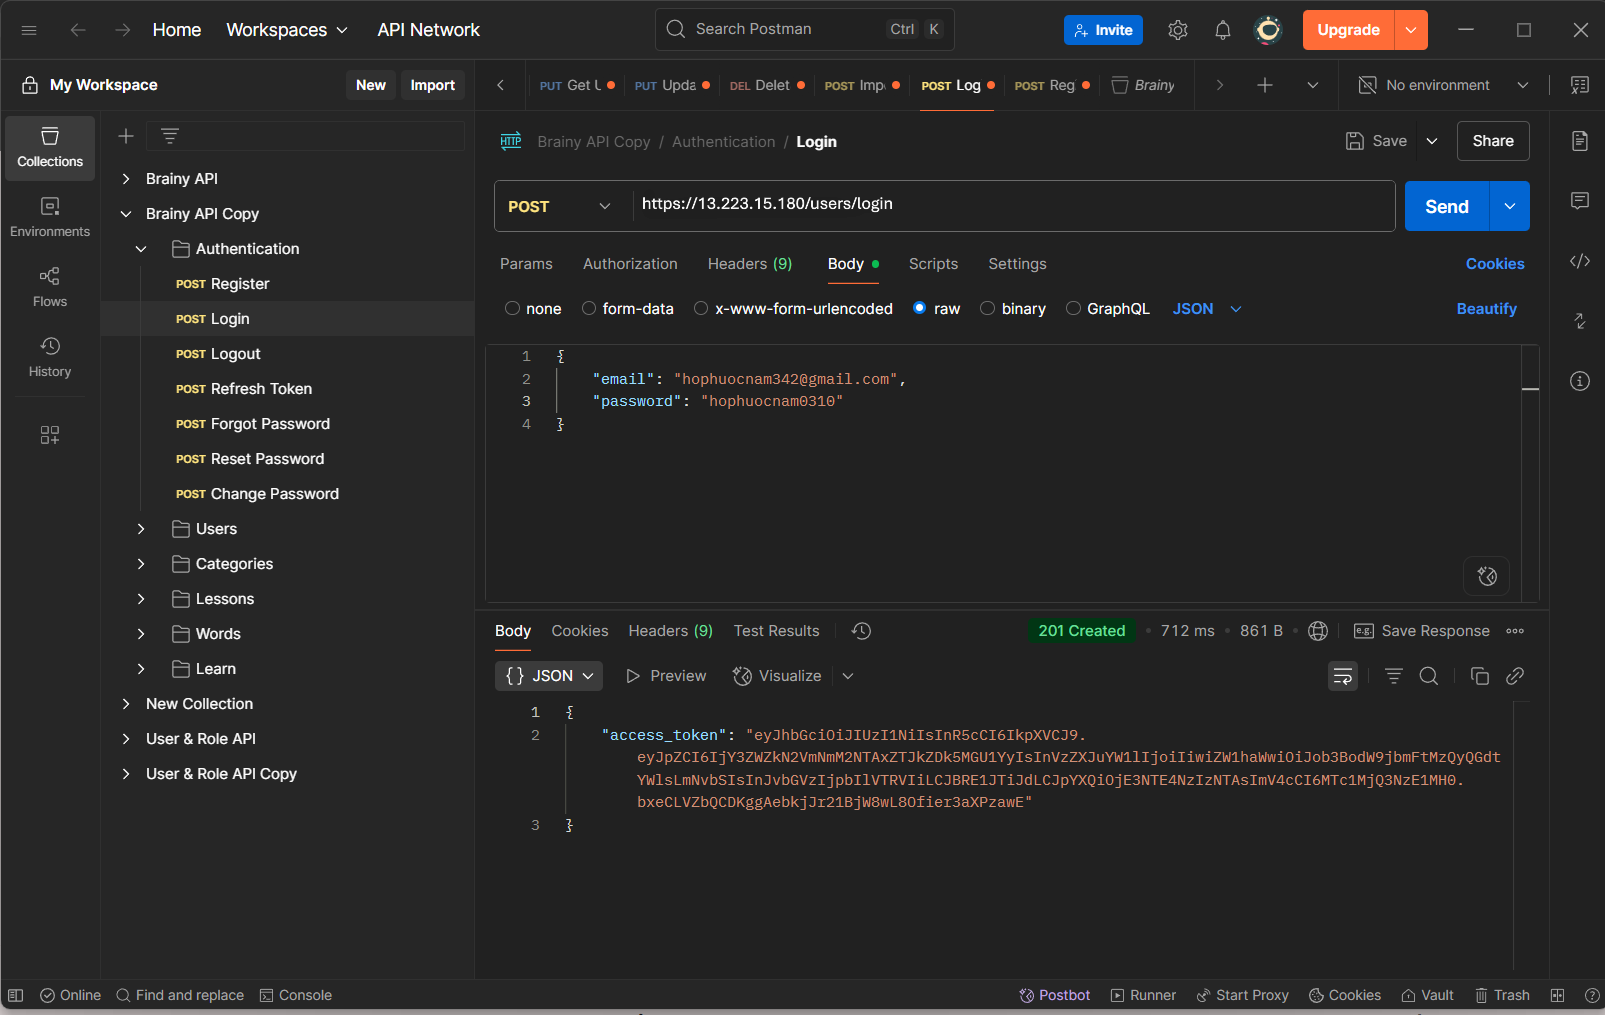 Home
Workspaces
API Network
Search Postman
Ctrl K
Invite
Upgrade
My Workspace
New
Import
PUT Get U
PUT Upda
DEL Delet
POST Imp
POST Log
POST Reg
Brainy
No environment
Collections
Environments
Flows
History
Brainy API
Brainy API Copy
Authentication
POST Register
POST Login
POST Logout
POST Refresh Token
POST Forgot Password
POST Reset Password
POST Change Password
Users
Categories
Lessons
Words
Learn
New Collection
User & Role API
User & Role API Copy
HTTP Brainy API Copy / Authentication / Login
Save
Share
POST
https://13.223.15.180/users/login
Send
Params
Authorization
Headers (9)
Body
Scripts
Settings
Cookies
none
form-data
x-www-form-urlencoded
raw
binary
GraphQL
JSON
Beautify
1 {
2 "email": "hophuocnam342@gmail.com",
3 "password": "hophuocnam0310"
4 }
Body
Cookies
Headers (9)
Test Results
201 Created
712 ms
861 B
e.g. Save Response
{} JSON
Preview
Visualize
1 {
2 "access_token": "eyJhbGciOiJIUzI1NiIsInR5cCI6IkpXVCJ9.
eyJpZCI6IjY3ZWZkN2VmNmM2NTAxZTJkZDk5MGU1YyIsInVzZXJuYW1lIjoiIiwiZW1haWwiOiJob3BodW9jbmFtMzQyQGdt
YWlsLmNvbSIsInJvbGVzIjpbIlVTRVIiLCJBRE1JTiJdLCJpYXQiOjE3NTE4NzIzNTAsImV4cCI6MTc1MjQ3NzE1MH0.
bxeCLVZbQCDKggAebkjJr21BjW8wL8Ofier3aXPzawE"
3 }
Online
Find and replace
Console
Postbot
Runner
Start Proxy
Cookies
Vault
Trash